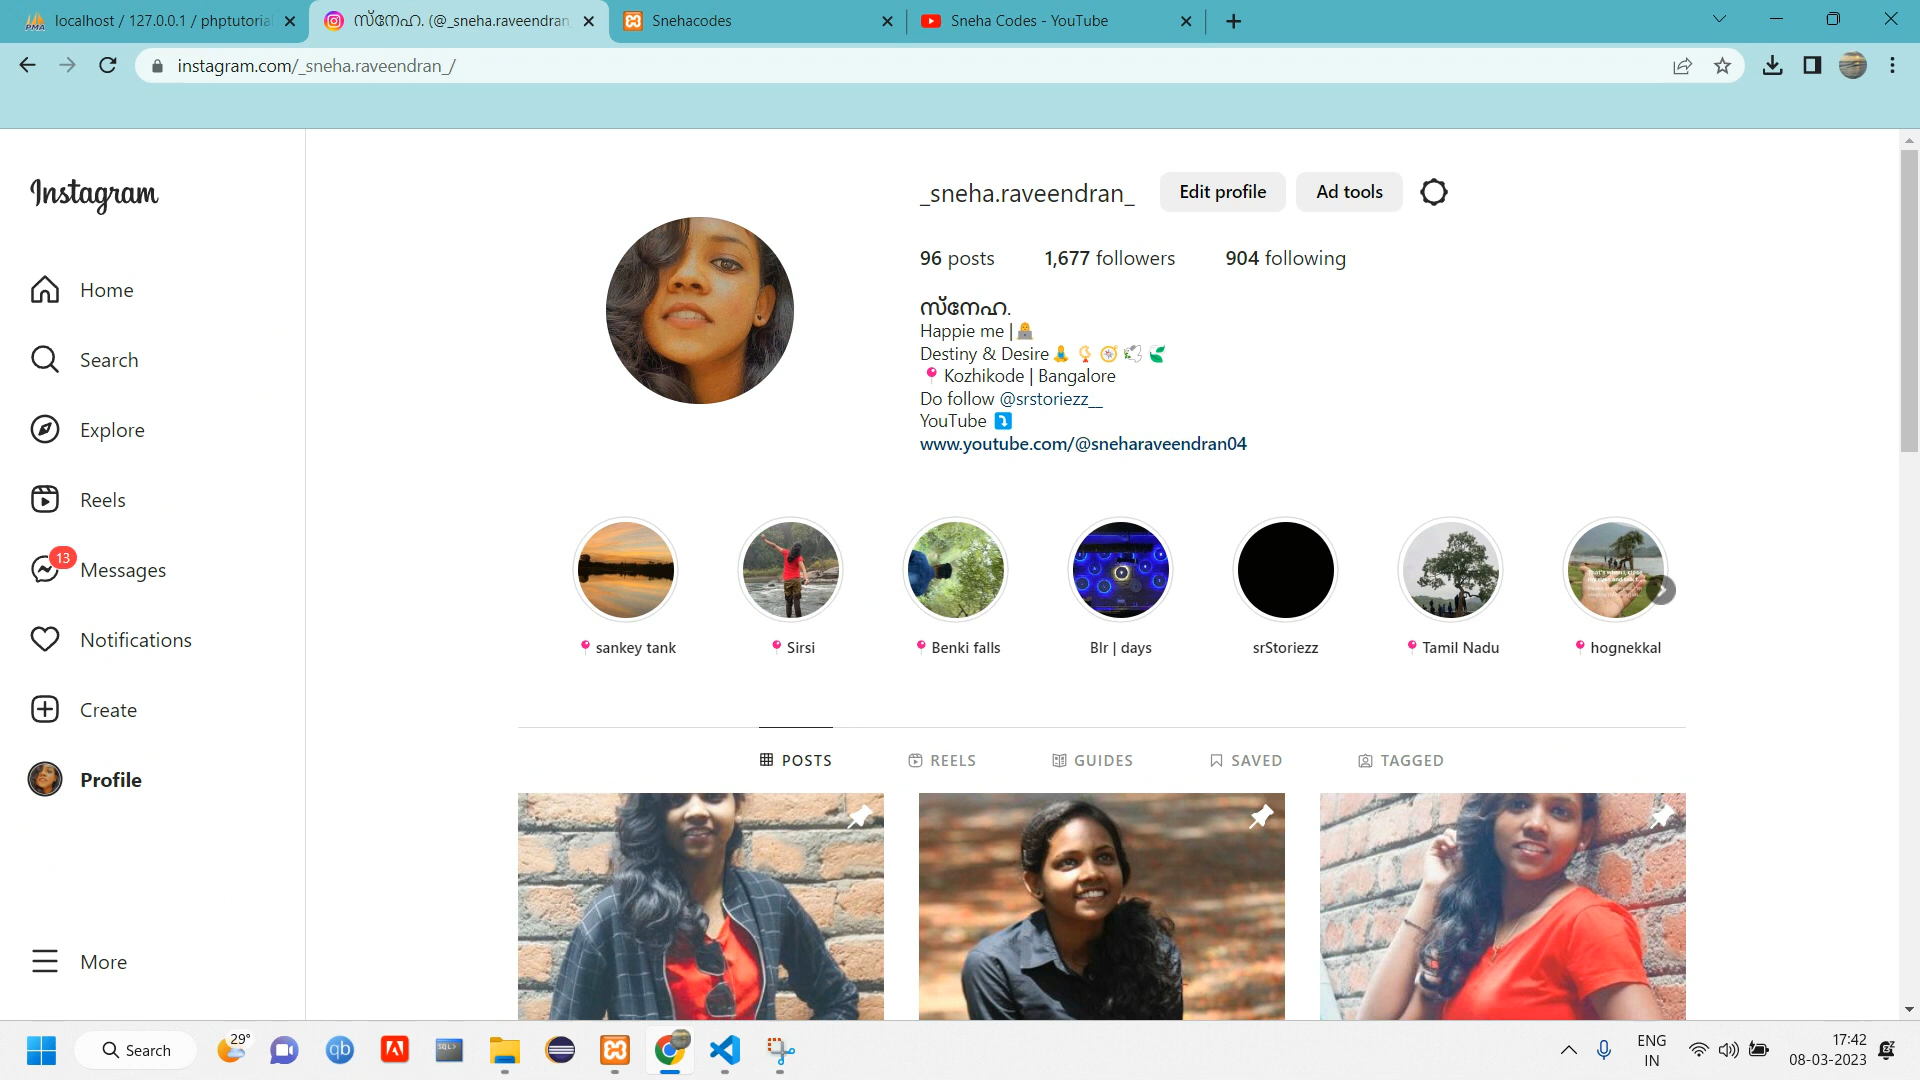 localhost / 127.0.0.1 / phptutorial
സ്നേഹ. (@_sneha.raveendran
Snehacodes
Sneha Codes - YouTube
instagram.com/_sneha.raveendran_/
Instagram
Home
Search
Explore
Reels
13
Messages
Notifications
Create
Profile
More
_sneha.raveendran_ Edit profile Ad tools
96 posts 1,677 followers 904 following
സ്നേഹ.
Happie me |
Destiny & Desire
Kozhikode | Bangalore
Do follow @srstoriezz__
YouTube
www.youtube.com/@sneharaveendran04
sankey tank
Sirsi
Benki falls
Blr | days
srStoriezz
Tamil Nadu
hognekkal
POSTS REELS GUIDES SAVED TAGGED
Search
29°
qb
SQL>
ENG
IN
17:42
08-03-2023